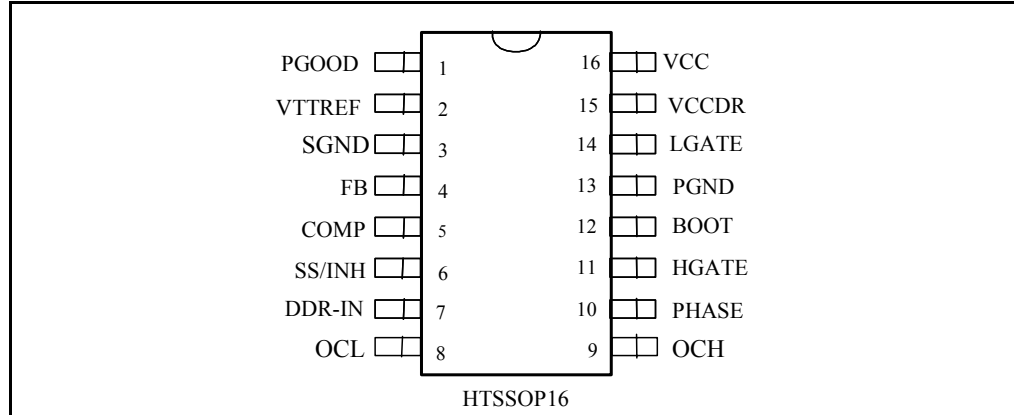 PGOOD 1 16 VCC
VTTREF 2 15 VCCDR
SGND 3 14 LGATE
FB 4 13 PGND
COMP 5 12 BOOT
SS/INH 6 11 HGATE
DDR-IN 7 10 PHASE
OCL 8 9 OCH
HTSSOP16